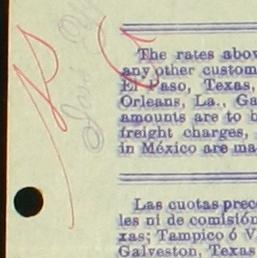 The rates abov
any other custom
El Paso, Texas,
Orleans, La., Ga
amounts are to b
freight charges,
in México are ma
Las cuotas prec
les ni de comisión
xas; Tampico ó V
Galveston, Texas